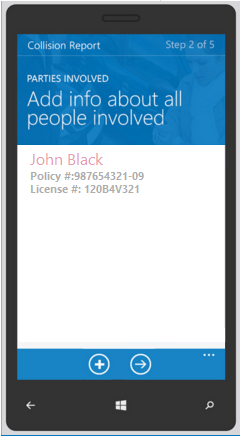 Collision Report Step 2 of 5
PARTIES INVOLVED
Add info about all
people involved
John Black
Policy #:987654321-09
License #: 120B4V321